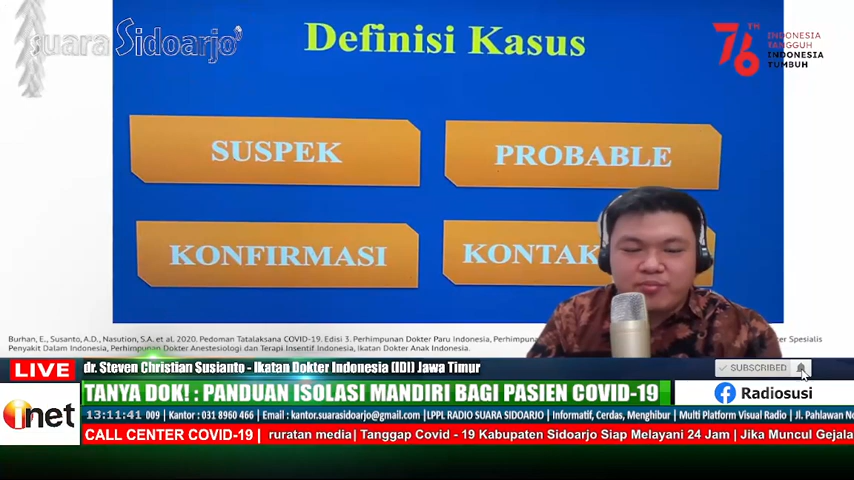 suara Sidoarjo
Definisi Kasus
76TH
INDONESIA
TANGGUH
INDONESIA
TUMBUH
SUSPEK
PROBABLE
KONFIRMASI
KONTAK
Burhan, E., Susanto, A.D., Nasution, S.A. et al. 2020. Pedoman Tatalaksana COVID-19. Edisi 3. Perhimpunan Dokter Paru Indonesia, Perhimpunan Spesialis
Penyakit Dalam Indonesia, Perhimpunan Dokter Anestesiologi dan Terapi Insentif Indonesia, Ikatan Dokter Anak Indonesia.
LIVE
dr. Steven Christian Susianto - Ikatan Dokter Indonesia (IDI) Jawa Timur
SUBSCRIBED
TANYA DOK! : PANDUAN ISOLASI MANDIRI BAGI PASIEN COVID-19
Radiosusi
inet
13:11:41 009 | Kantor : 031 8960 466 | Email : kantor.suarasidoarjo@gmail.com |LPPL RADIO SUARA SIDOARJO | Informatif, Cerdas, Menghibur | Multi Platform Visual Radio | Jl. Pahlawan
CALL CENTER COVID-19 | ruratan media| Tanggap Covid - 19 Kabupaten Sidoarjo Siap Melayani 24 Jam | Jika Muncul Gejala